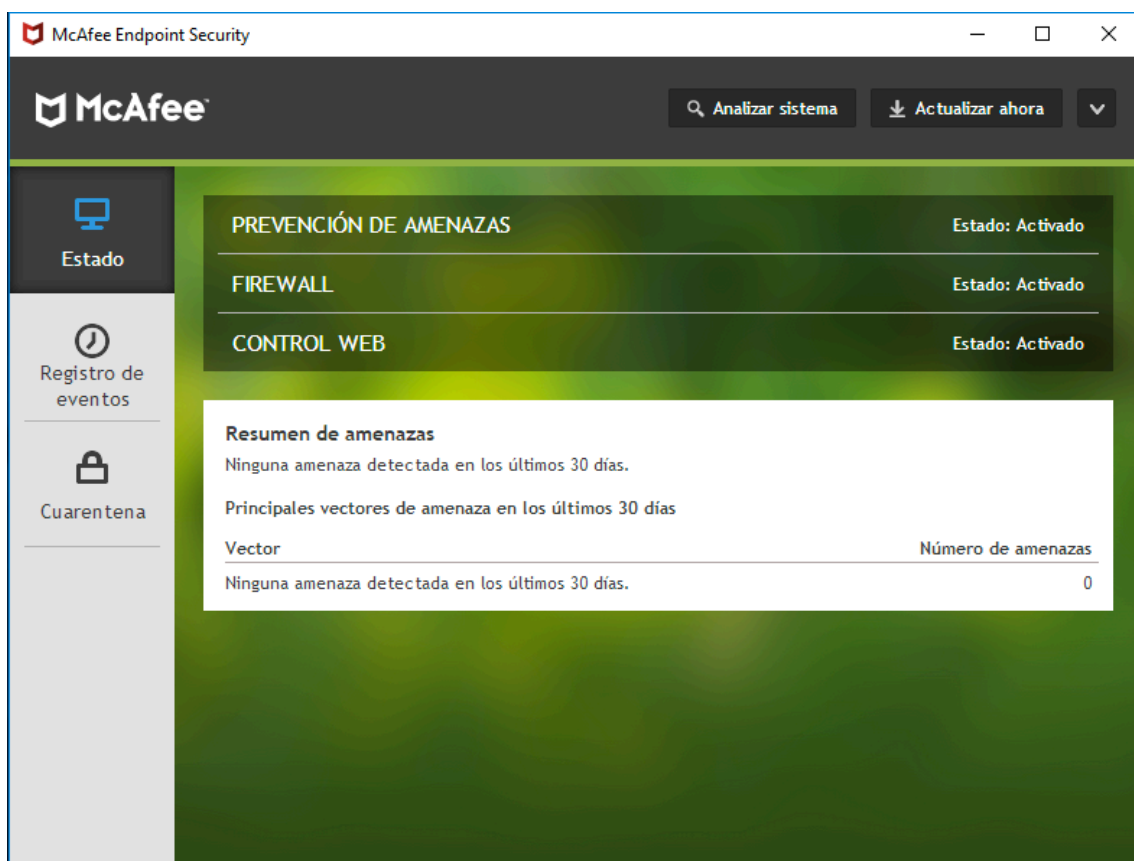 McAfee Endpoint Security
McAfee
Analizar sistema
Actualizar ahora
Estado
Registro de
eventos
Cuarentena
PREVENCIÓN DE AMENAZAS Estado: Activado
FIREWALL Estado: Activado
CONTROL WEB Estado: Activado
Resumen de amenazas
Ninguna amenaza detectada en los últimos 30 días.
Principales vectores de amenaza en los últimos 30 días
Vector Número de amenazas
Ninguna amenaza detectada en los últimos 30 días. 0